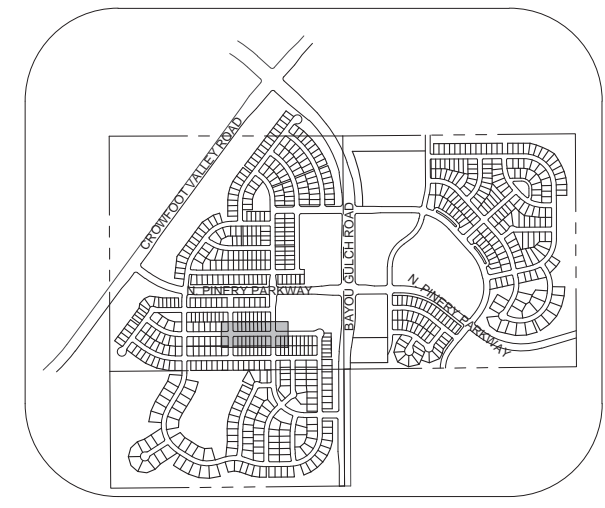 CROWFOOT VALLEY ROAD
BAYOU GULCH ROAD
N. PINERY PARKWAY
N. PINERY PARKWAY